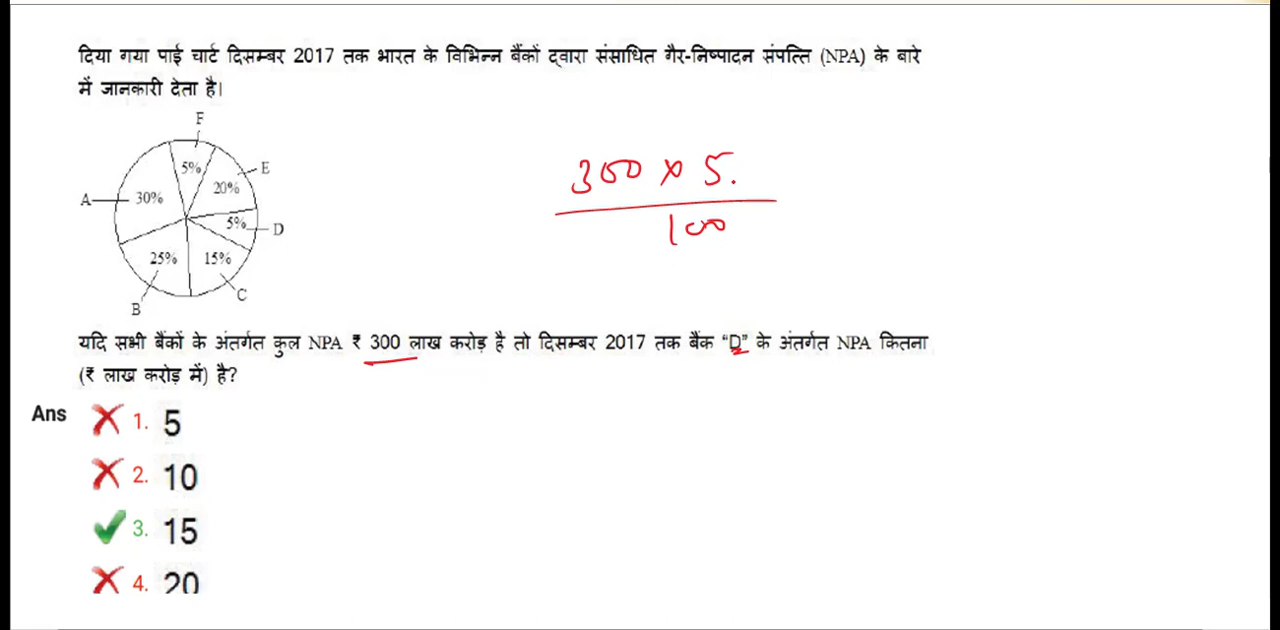 दिया गया पाई चार्ट दिसम्बर 2017 तक भारत के विभिन्न बैंकों द्वारा संसाधित गैर-निष्पादन संपत्ति (NPA) के बारे
में जानकारी देता है।
F
5%
E
20%
A
30%
5%
D
25%
15%
C
B
300 × 5.
100
यदि सभी बैंकों के अंतर्गत कुल NPA ₹ 300 लाख करोड़ है तो दिसम्बर 2017 तक बैंक “D” के अंतर्गत NPA कितना
(₹ लाख करोड़ में) है?
Ans
1. 5
2. 10
3. 15
4. 20